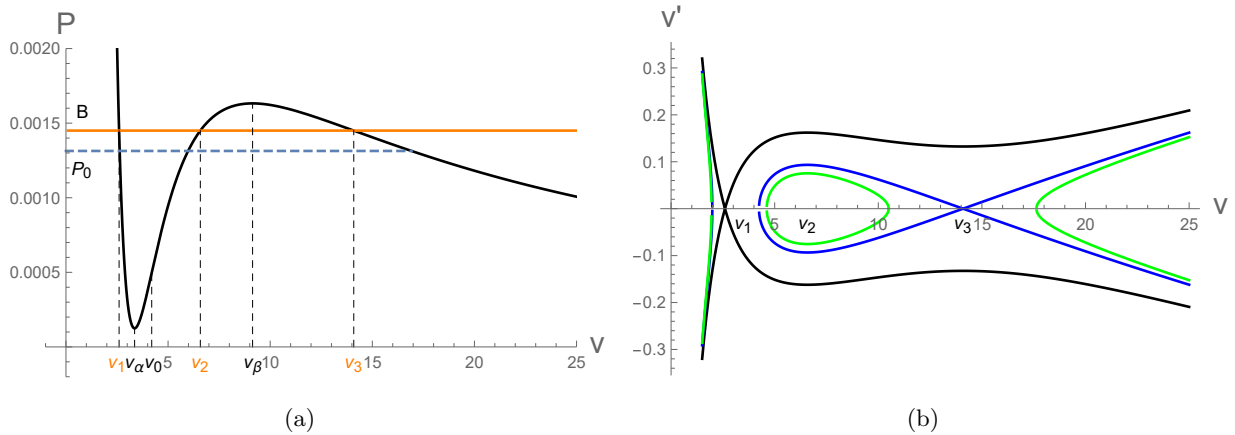 P
0.0020
0.0015
0.0010
0.0005
B
P₀
v₁ vα v₀ 5 v₂ vβ 10 v₃ 15 20 25
v
(a)
v'
0.3
0.2
0.1
-0.1
-0.2
-0.3
v₁ 5 v₂ 10 v₃ 15 20 25
v
(b)